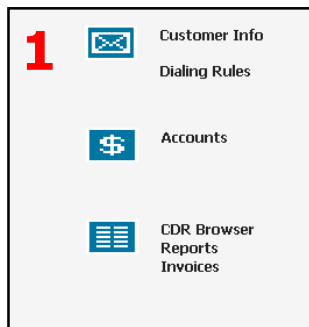 1
Customer Info
Dialing Rules
$
Accounts
CDR Browser
Reports
Invoices